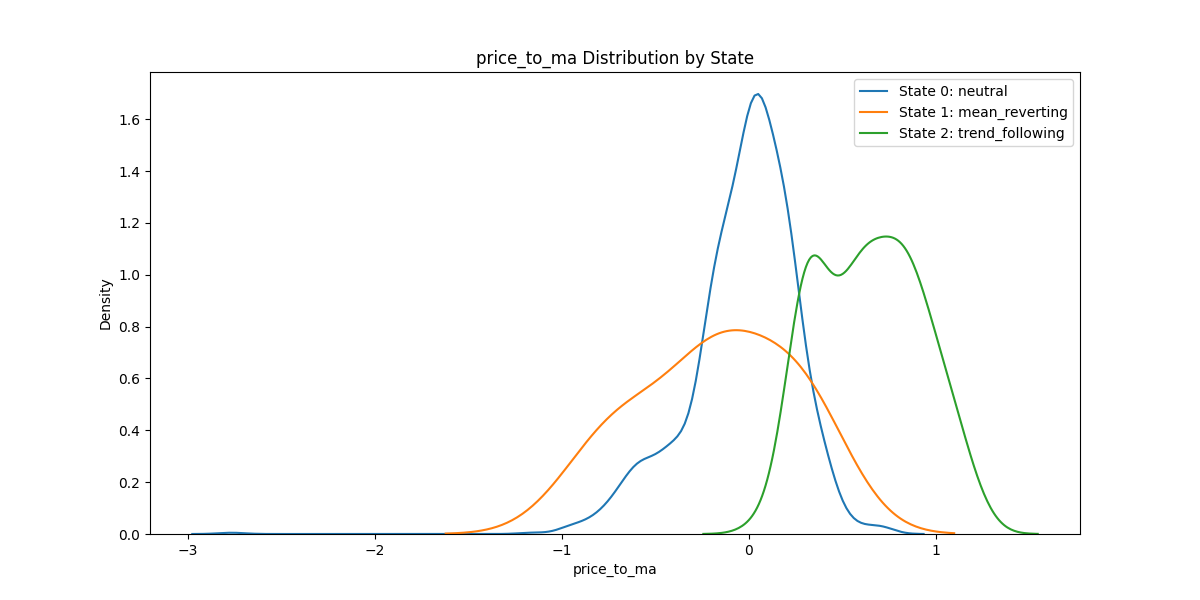 price_to_ma Distribution by State
State 0: neutral
State 1: mean_reverting
State 2: trend_following
Density
1.6
1.4
1.2
1.0
0.8
0.6
0.4
0.2
0.0
−3
−2
−1
0
1
price_to_ma